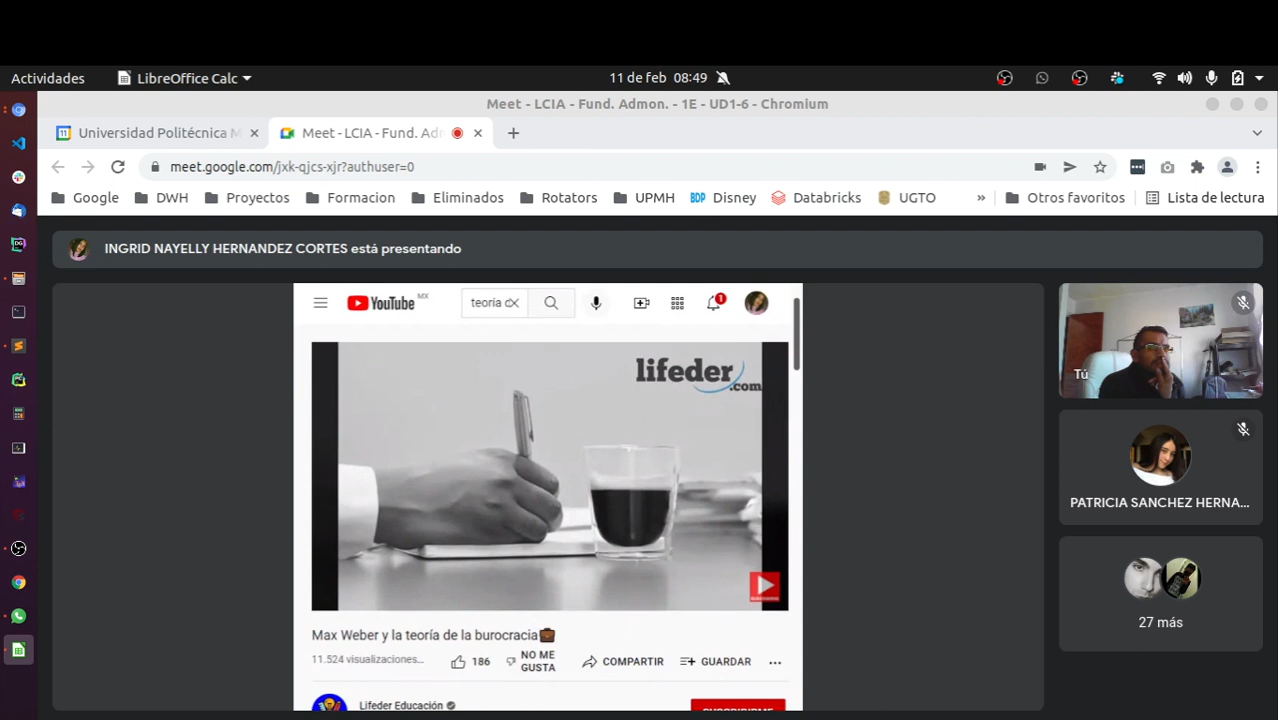 Actividades LibreOffice Calc 11 de feb 08:49
Meet - LCIA - Fund. Admon. - 1E - UD1-6 - Chromium
Universidad Politécnica M Meet - LCIA - Fund. Adm
meet.google.com/jxk-qjcs-xjr?authuser=0
Google DWH Proyectos Formacion Eliminados Rotators UPMH BDP Disney Databricks UGTO » Otros favoritos Lista de lectura
INGRID NAYELLY HERNANDEZ CORTES está presentando
YouTube MX teoría d 1
lifeder
.com
Tú
PATRICIA SANCHEZ HERNA...
27 más
Max Weber y la teoría de la burocracia
11.524 visualizaciones... 186 NO ME GUSTA COMPARTIR GUARDAR ...
Lifeder Educación